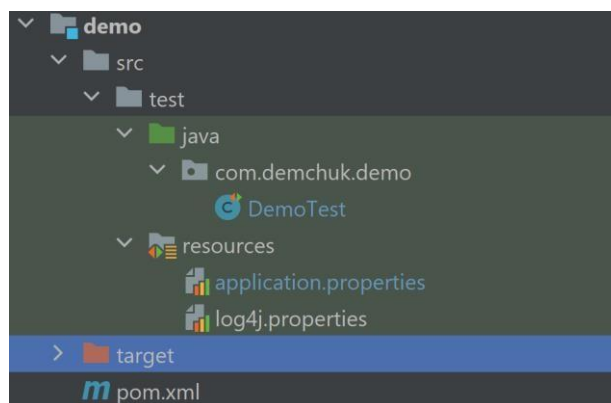 demo
src
test
java
com.demchuk.demo
DemoTest
resources
application.properties
log4j.properties
target
pom.xml